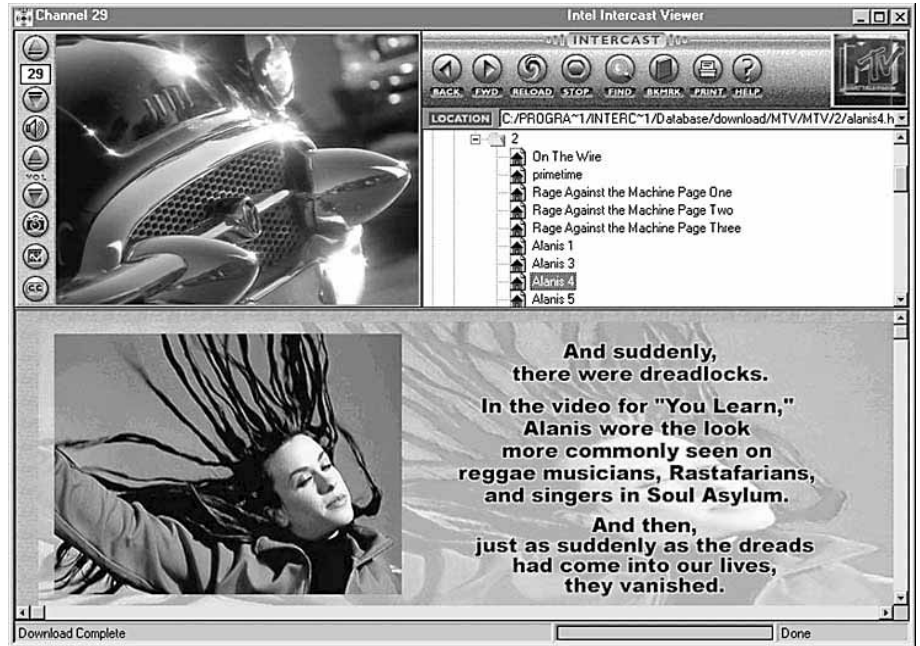 Channel 29
Intel Intercast Viewer
29
VOL
CC
INTERCAST
BACK FWD RELOAD STOP FIND BKMRK PRINT HELP
MTV
MUSIC TELEVISION
LOCATION C:/PROGRA~1/INTERC~1/Database/download/MTV/MTV/2/alanis4.h
2
On The Wire
primetime
Rage Against the Machine Page One
Rage Against the Machine Page Two
Rage Against the Machine Page Three
Alanis 1
Alanis 3
Alanis 4
Alanis 5
And suddenly,
there were dreadlocks.
In the video for "You Learn,"
Alanis wore the look
more commonly seen on
reggae musicians, Rastafarians,
and singers in Soul Asylum.
And then,
just as suddenly as the dreads
had come into our lives,
they vanished.
Download Complete
Done